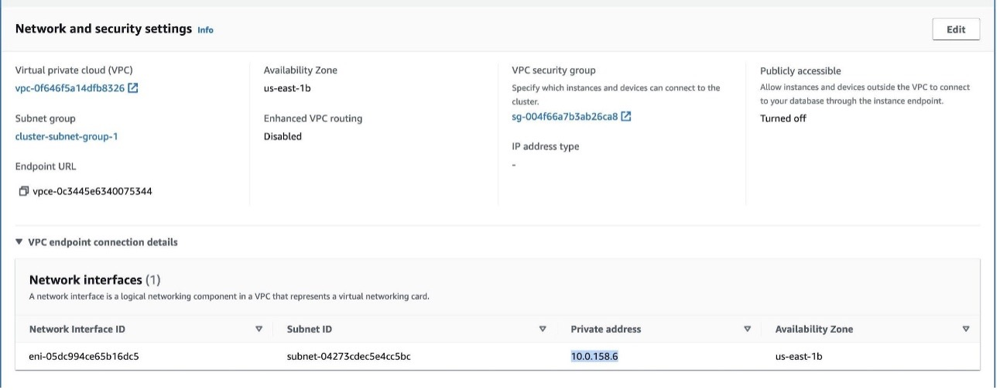 Network and security settings Info
Edit
Virtual private cloud (VPC)
vpc-0f646f5a14dfb8326
Subnet group
cluster-subnet-group-1
Endpoint URL
vpce-0c3445e6340075344
Availability Zone
us-east-1b
Enhanced VPC routing
Disabled
VPC security group
Specify which instances and devices can connect to the
cluster.
sg-004f66a7b3ab26ca8
IP address type
-
Publicly accessible
Allow instances and devices outside the VPC to connect
to your database through the instance endpoint.
Turned off
VPC endpoint connection details
Network interfaces (1)
A network interface is a logical networking component in a VPC that represents a virtual networking card.
Network Interface ID Subnet ID Private address Availability Zone
eni-05dc994ce65b16dc5 subnet-04273cdec5e4cc5bc 10.0.158.6 us-east-1b